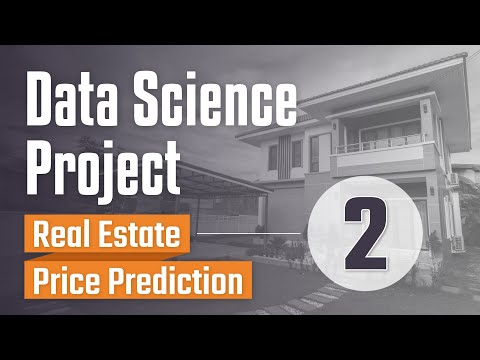 Data Science
Project
Real Estate
Price Prediction
2